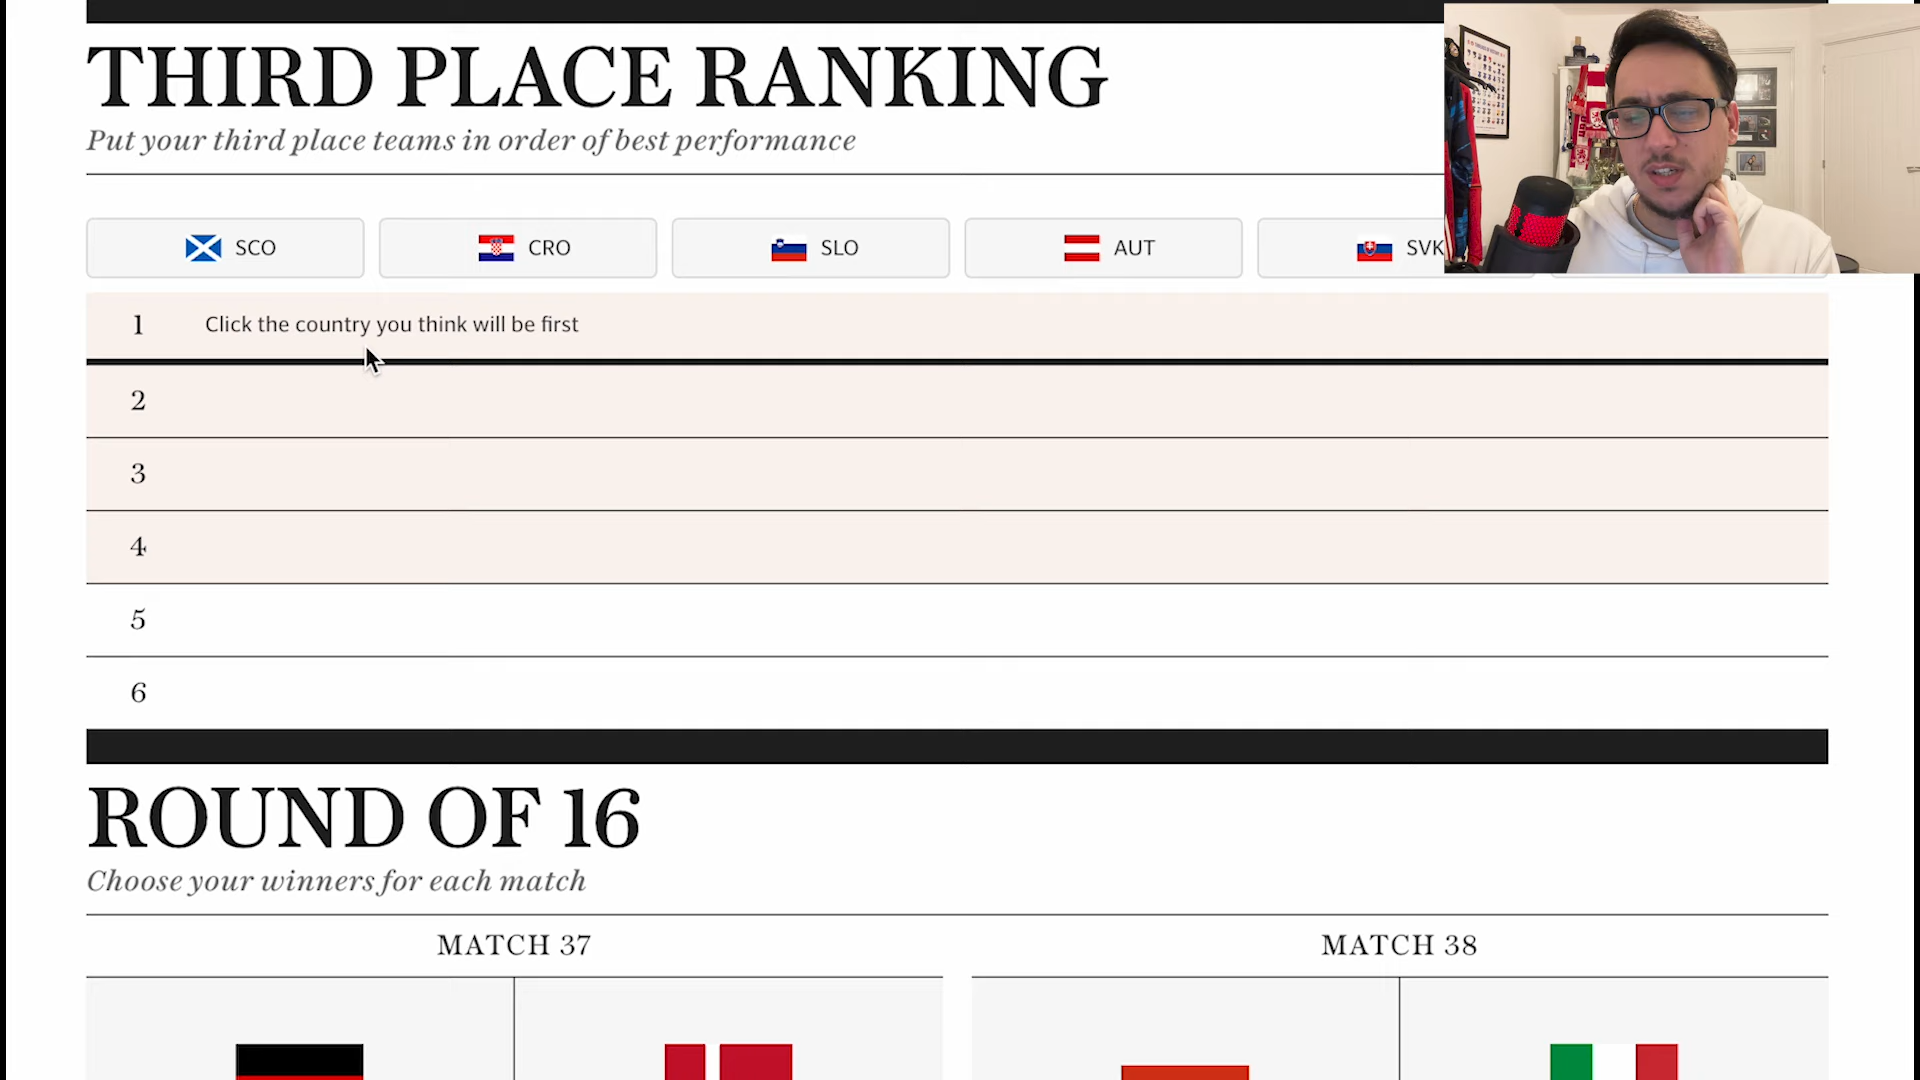 THIRD PLACE RANKING
Put your third place teams in order of best performance
SCO
CRO
SLO
AUT
SVK
1 Click the country you think will be first
2
3
4
5
6
ROUND OF 16
Choose your winners for each match
MATCH 37
MATCH 38